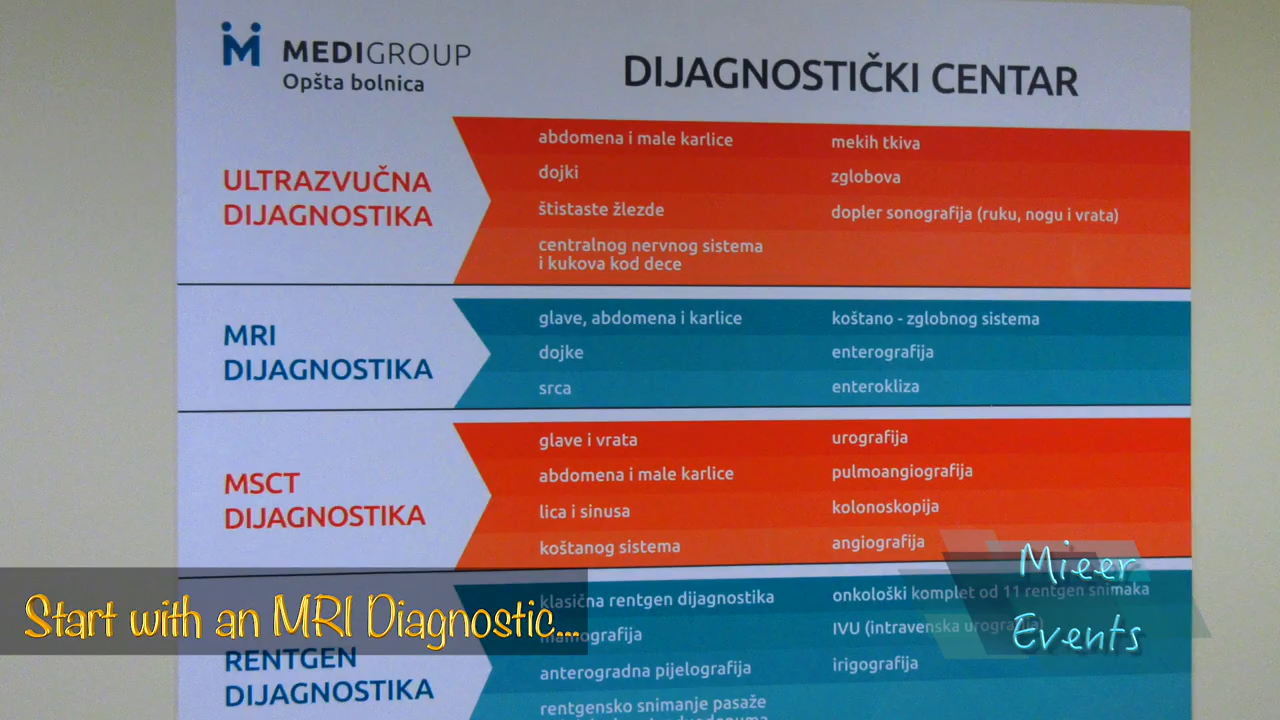 MEDIGROUP
Opšta bolnica
DIJAGNOSTIČKI CENTAR
ULTRAZVUČNA
DIJAGNOSTIKA
abdomena i male karlice
dojki
štistaste žlezde
centralnog nervnog sistema
i kukova kod dece
mekih tkiva
zglobova
dopler sonografija (ruku, nogu i vrata)
MRI
DIJAGNOSTIKA
glave, abdomena i karlice
dojke
srca
koštano - zglobnog sistema
enterografija
enterokliza
MSCT
DIJAGNOSTIKA
glave i vrata
abdomena i male karlice
lica i sinusa
koštanog sistema
urografija
pulmoangiografija
kolonoskopija
angiografija
RENTGEN
DIJAGNOSTIKA
klasična rentgen dijagnostika
mamografija
anterogradna pijelografija
rentgensko snimanje pasaže
onkološki komplet od 11 rentgen snimaka
IVU (intravenska urografija)
irigografija
Start with an MRI Diagnostic...
Mieer
Events